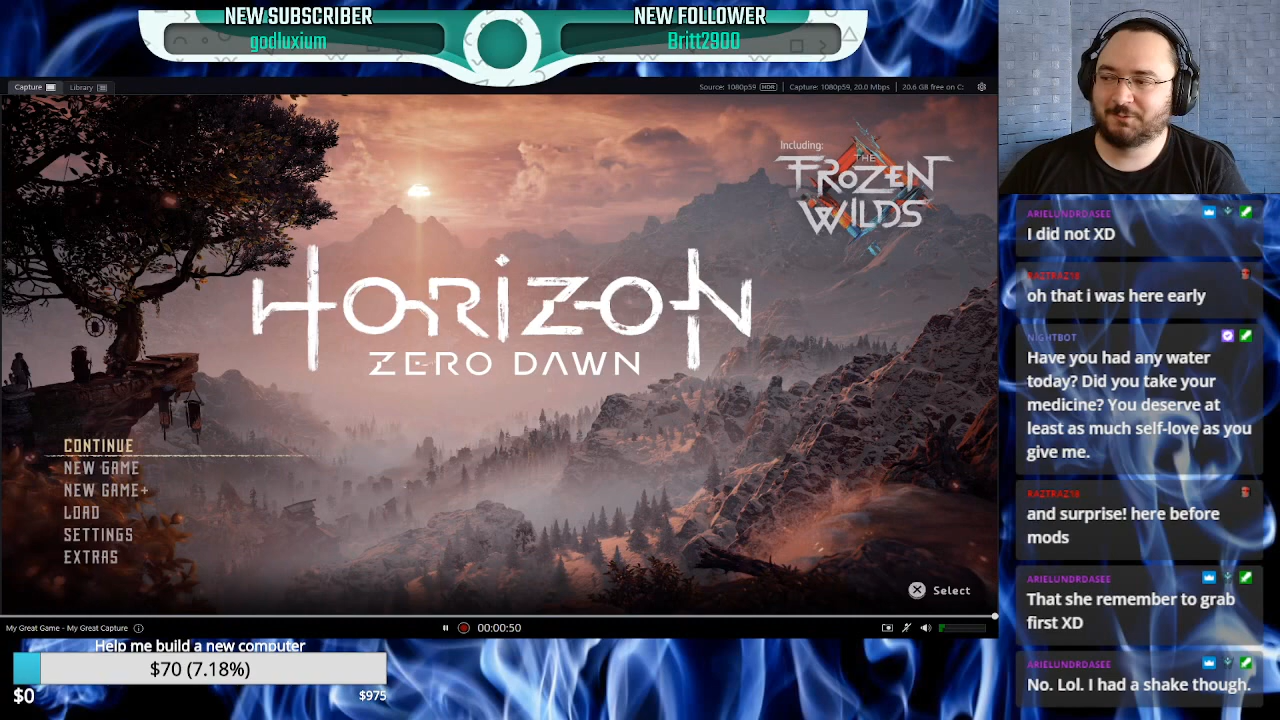 NEW SUBSCRIBER
godluxium
NEW FOLLOWER
Britt2900
Capture
Library
Source: 1080p59 HDR | Capture: 1080p59, 20.0 Mbps | 20.6 GB free on C:
Including:
THE
FROZEN
WILDS
HORIZON
ZERO DAWN
CONTINUE
NEW GAME
NEW GAME+
LOAD
SETTINGS
EXTRAS
Select
My Great Game - My Great Capture
00:00:50
Help me build a new computer
$70 (7.18%)
$0
$975
ARIELUNDRDASEE
I did not XD
RAZTRAZ18
oh that i was here early
NIGHTBOT
Have you had any water
today? Did you take your
medicine? You deserve at
least as much self-love as you
give me.
RAZTRAZ18
and surprise! here before
mods
ARIELUNDRDASEE
That she remember to grab
first XD
ARIELUNDRDASEE
No. Lol. I had a shake though.